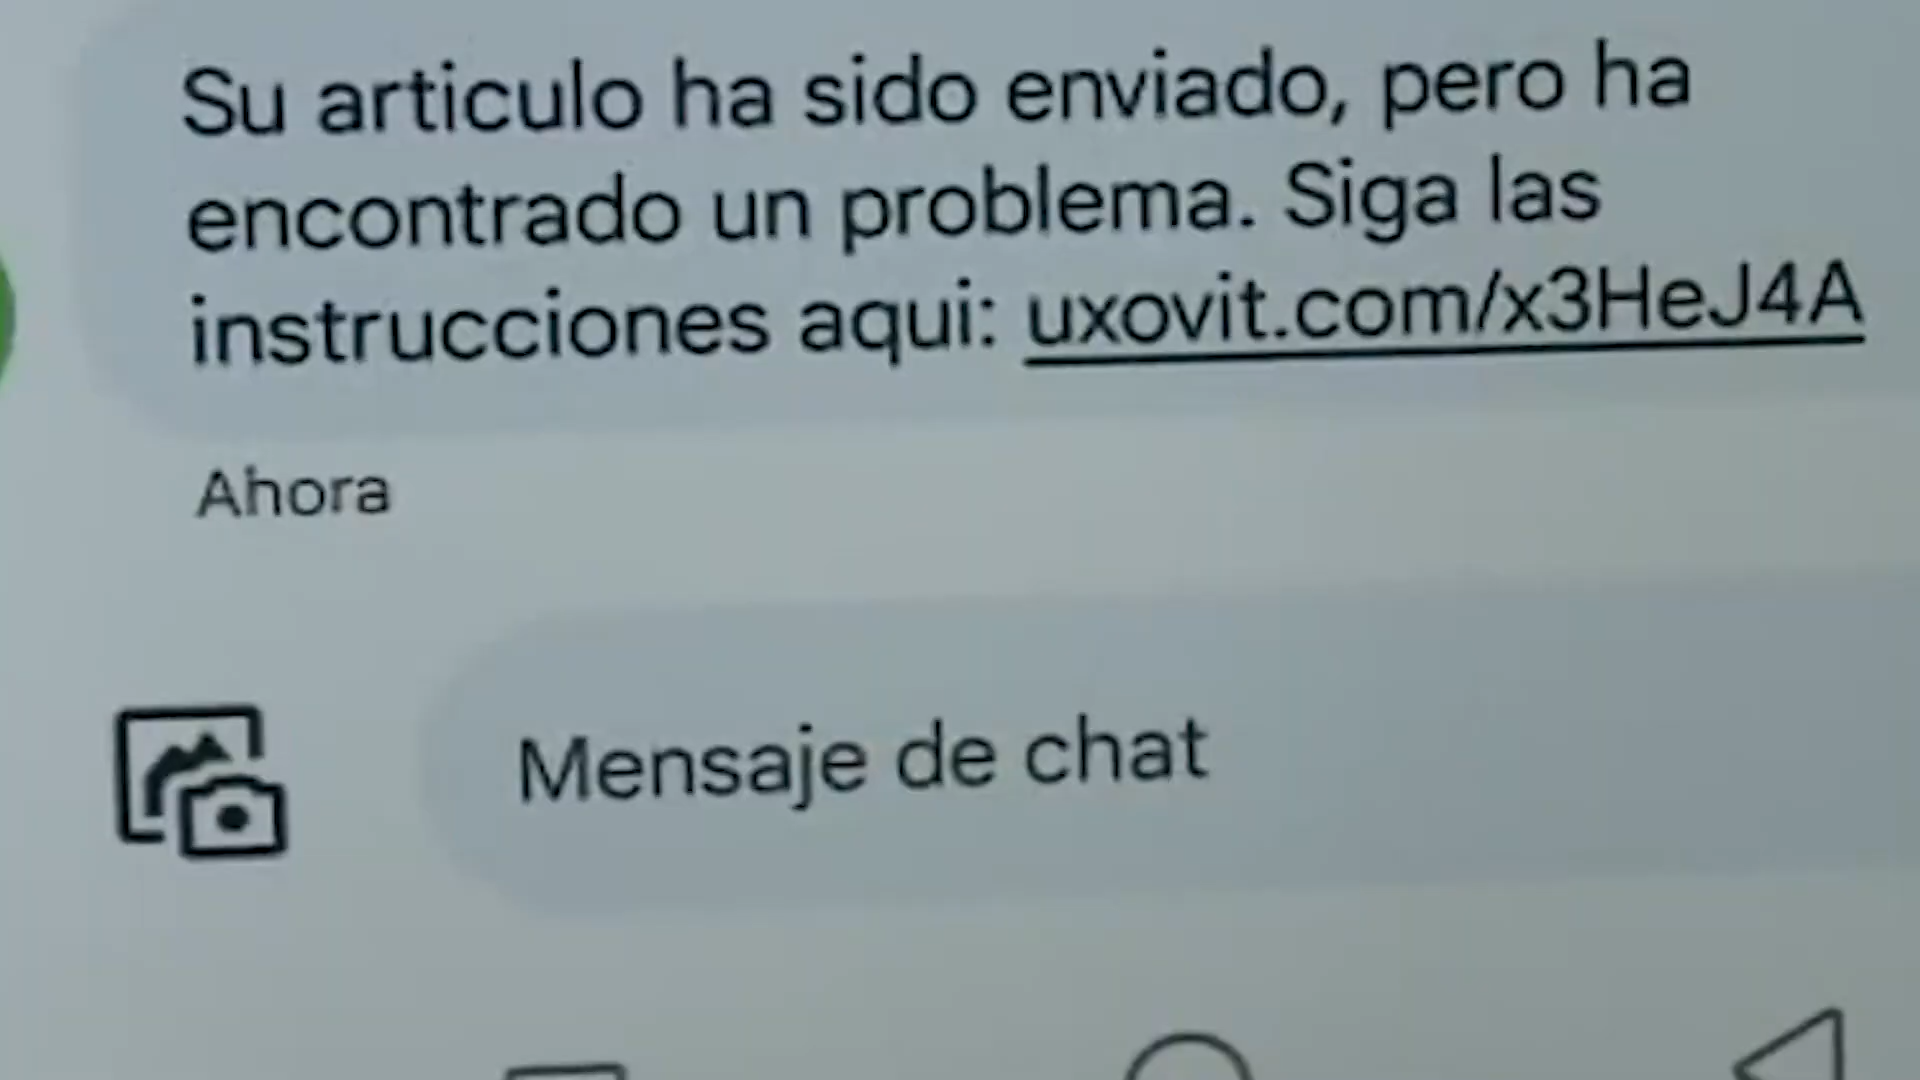 Su articulo ha sido enviado, pero ha
encontrado un problema. Siga las
instrucciones aqui: uxovit.com/x3HeJ4A
Ahora
Mensaje de chat